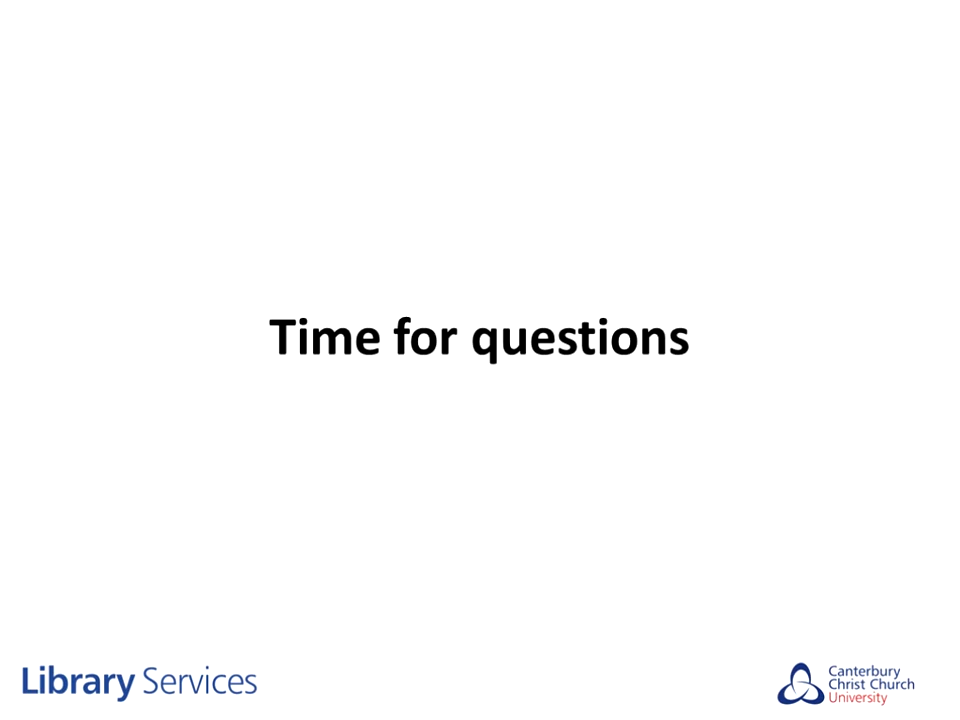 Time for questions
Library Services
Canterbury
Christ Church
University